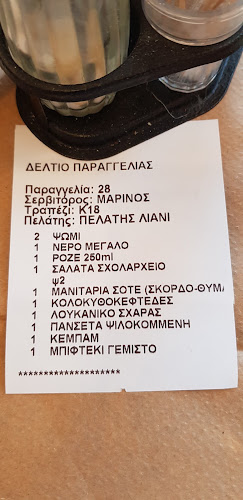 ΔΕΛΤΙΟ ΠΑΡΑΓΓΕΛΙΑΣ
Παραγγελία: 28
Σερβιτόρος: ΜΑΡΙΝΟΣ
Τραπέζι: Κ18
Πελάτης: ΠΕΛΑΤΗΣ ΛΙΑΝΙ
2 ΨΩΜΙ
1 ΝΕΡΟ ΜΕΓΑΛΟ
1 ΡΟΖΕ 250ml
1 ΣΑΛΑΤΑ ΣΧΟΛΑΡΧΕΙΟ
ψ2
1 ΜΑΝΙΤΑΡΙΑ ΣΟΤΕ (ΣΚΟΡΔΟ-ΘΥΜΑ
1 ΚΟΛΟΚΥΘΟΚΕΦΤΕΔΕΣ
1 ΛΟΥΚΑΝΙΚΟ ΣΧΑΡΑΣ
1 ΠΑΝΣΕΤΑ ΨΙΛΟΚΟΜΜΕΝΗ
1 ΚΕΜΠΑΜ
1 ΜΠΙΦΤΕΚΙ ΓΕΜΙΣΤΟ
********************